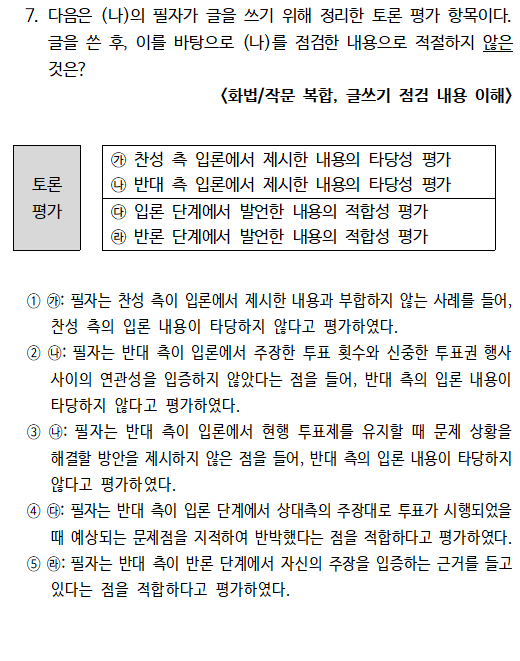 7. 다음은 (나)의 필자가 글을 쓰기 위해 정리한 토론 평가 항목이다.
글을 쓴 후, 이를 바탕으로 (나)를 점검한 내용으로 적절하지 않은
것은?
<화법/작문 복합, 글쓰기 점검 내용 이해>
토론
평가
㉮ 찬성 측 입론에서 제시한 내용의 타당성 평가
㉯ 반대 측 입론에서 제시한 내용의 타당성 평가
㉰ 입론 단계에서 발언한 내용의 적합성 평가
㉱ 반론 단계에서 발언한 내용의 적합성 평가
① ㉮: 필자는 찬성 측이 입론에서 제시한 내용과 부합하지 않는 사례를 들어,
찬성 측의 입론 내용이 타당하지 않다고 평가하였다.
② ㉯: 필자는 반대 측이 입론에서 주장한 투표 횟수와 신중한 투표권 행사
사이의 연관성을 입증하지 않았다는 점을 들어, 반대 측의 입론 내용이
타당하지 않다고 평가하였다.
③ ㉯: 필자는 반대 측이 입론에서 현행 투표제를 유지할 때 문제 상황을
해결할 방안을 제시하지 않은 점을 들어, 반대 측의 입론 내용이 타당하지
않다고 평가하였다.
④ ㉰: 필자는 반대 측이 입론 단계에서 상대측의 주장대로 투표가 시행되었을
때 예상되는 문제점을 지적하여 반박했다는 점을 적합하다고 평가하였다.
⑤ ㉱: 필자는 반대 측이 반론 단계에서 자신의 주장을 입증하는 근거를 들고
있다는 점을 적합하다고 평가하였다.